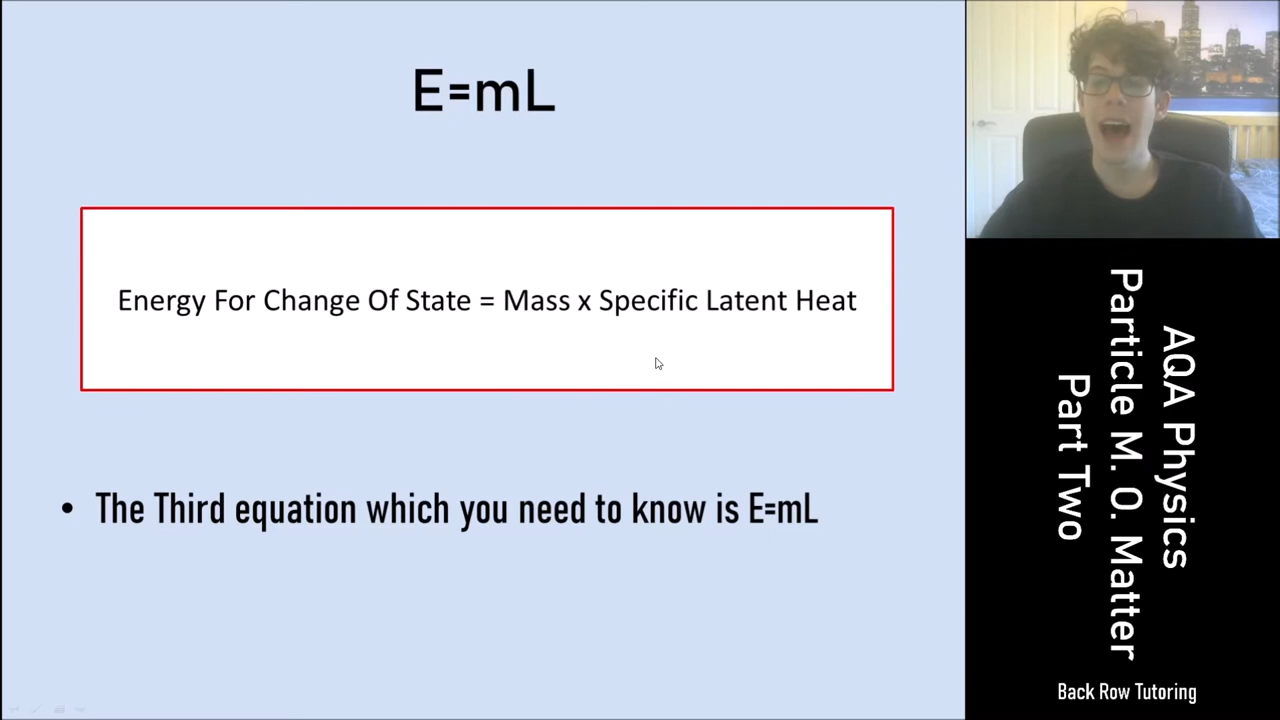 E=mL
Energy For Change Of State = Mass x Specific Latent Heat
• The Third equation which you need to know is E=mL
AQA Physics
Particle M. O. Matter
Part Two
Back Row Tutoring